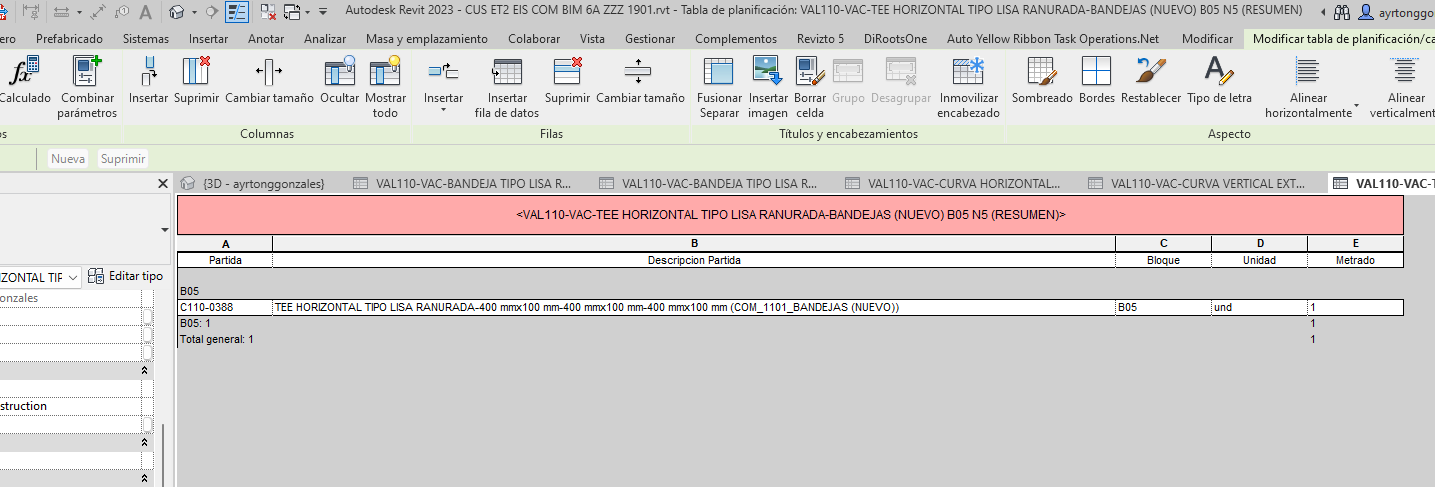 Autodesk Revit 2023 - CUS ET2 EIS COM BIM 6A ZZZ 1901.rvt - Tabla de planificación: VAL110-VAC-TEE HORIZONTAL TIPO LISA RANURADA-BANDEJAS (NUEVO) B05 N5 (RESUMEN)
ayrtonggo
ero Prefabricado Sistemas Insertar Anotar Analizar Masa y emplazamiento Colaborar Vista Gestionar Complementos Revizto 5 DiRootsOne Auto Yellow Ribbon Task Operations.Net Modificar Modificar tabla de planificación/ca
Calculado Combinar parámetros Insertar Suprimir Cambiar tamaño Ocultar Mostrar todo Insertar Insertar fila de datos Suprimir Cambiar tamaño Fusionar Separar Insertar imagen Borrar celda Grupo Desagrupar Inmovilizar encabezado Sombreado Bordes Restablecer Tipo de letra Alinear horizontalmente Alinear verticalment
os Columnas Filas Títulos y encabezamientos Aspecto
Nueva Suprimir
{3D - ayrtonggonzales} VAL110-VAC-BANDEJA TIPO LISA R... VAL110-VAC-BANDEJA TIPO LISA R... VAL110-VAC-CURVA HORIZONTAL... VAL110-VAC-CURVA VERTICAL EXT... VAL110-VAC-T
<VAL110-VAC-TEE HORIZONTAL TIPO LISA RANURADA-BANDEJAS (NUEVO) B05 N5 (RESUMEN)>
A B C D E
Partida Descripcion Partida Bloque Unidad Metrado
IZONTAL TIF Editar tipo
B05
onzales
C110-0388 TEE HORIZONTAL TIPO LISA RANURADA-400 mmx100 mm-400 mmx100 mm-400 mmx100 mm (COM_1101_BANDEJAS (NUEVO)) B05 und 1
B05: 1 1
Total general: 1 1
struction